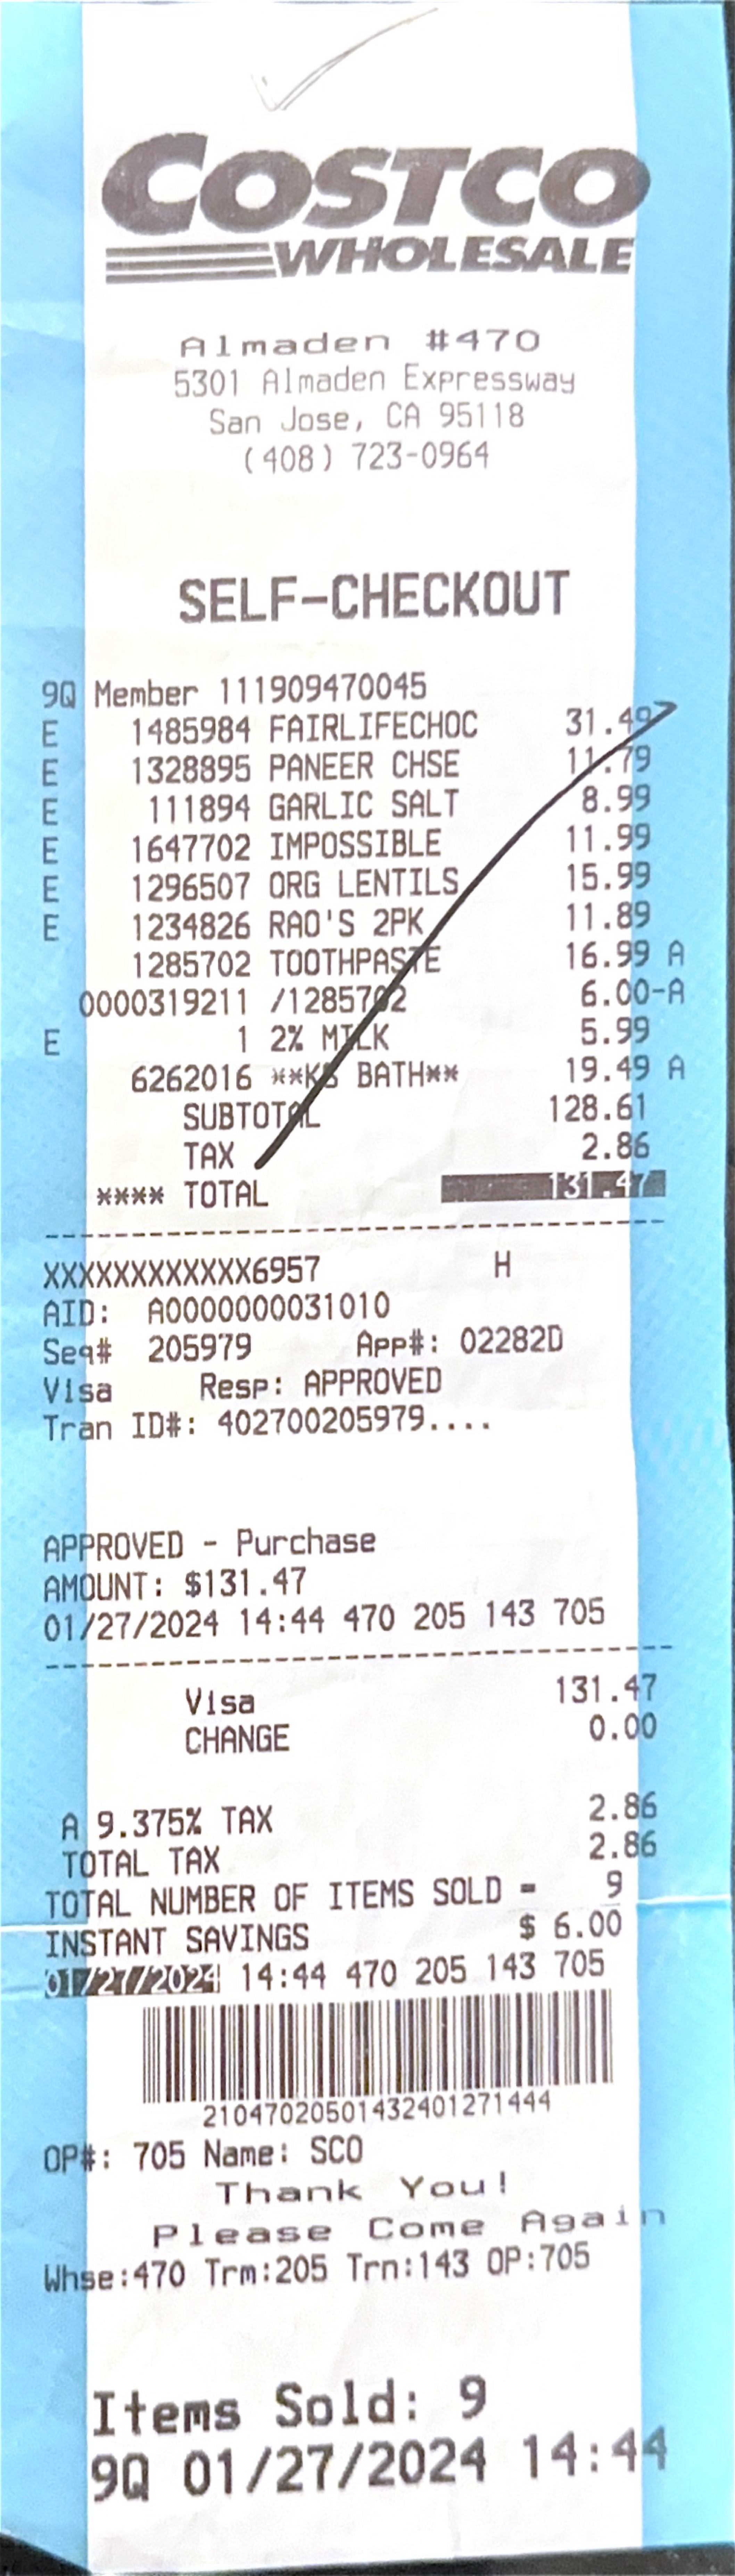 COSTCO
WHOLESALE
Almaden #470
5301 Almaden Expressway
San Jose, CA 95118
(408) 723-0964
SELF-CHECKOUT
9Q Member 111909470045
E 1485984 FAIRLIFECHOC 31.49
E 1328895 PANEER CHSE 11.79
E 111894 GARLIC SALT 8.99
E 1647702 IMPOSSIBLE 11.99
E 1296507 ORG LENTILS 15.99
E 1234826 RAO'S 2PK 11.89
1285702 TOOTHPASTE 16.99 A
0000319211 /1285702 6.00-A
E 1 2% MILK 5.99
6262016 **KS BATH** 19.49 A
SUBTOTAL 128.61
TAX 2.86
**** TOTAL 131.47
XXXXXXXXXXXX6957 H
AID: A0000000031010
Seq# 205979 App#: 02282D
Visa Resp: APPROVED
Tran ID#: 402700205979....
APPROVED - Purchase
AMOUNT: $131.47
01/27/2024 14:44 470 205 143 705
Visa 131.47
CHANGE 0.00
A 9.375% TAX 2.86
TOTAL TAX 2.86
TOTAL NUMBER OF ITEMS SOLD = 9
INSTANT SAVINGS $ 6.00
01/27/2024 14:44 470 205 143 705
21047020501432401271444
OP#: 705 Name: SCO
Thank You!
Please Come Again
Whse:470 Trm:205 Trn:143 OP:705
Items Sold: 9
9Q 01/27/2024 14:44